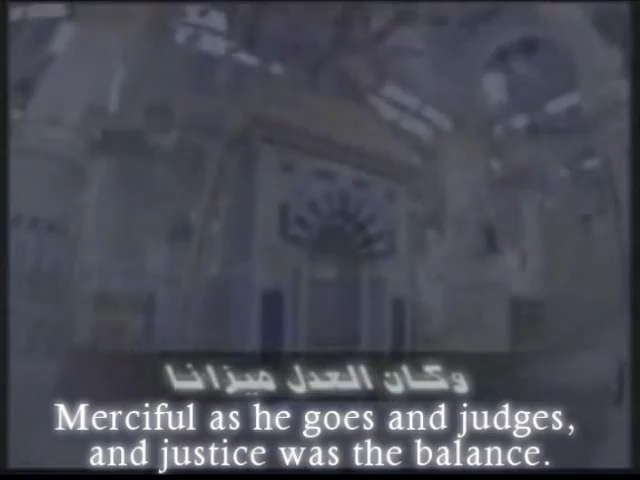 وكان العدل ميزانا
Merciful as he goes and judges,
and justice was the balance.